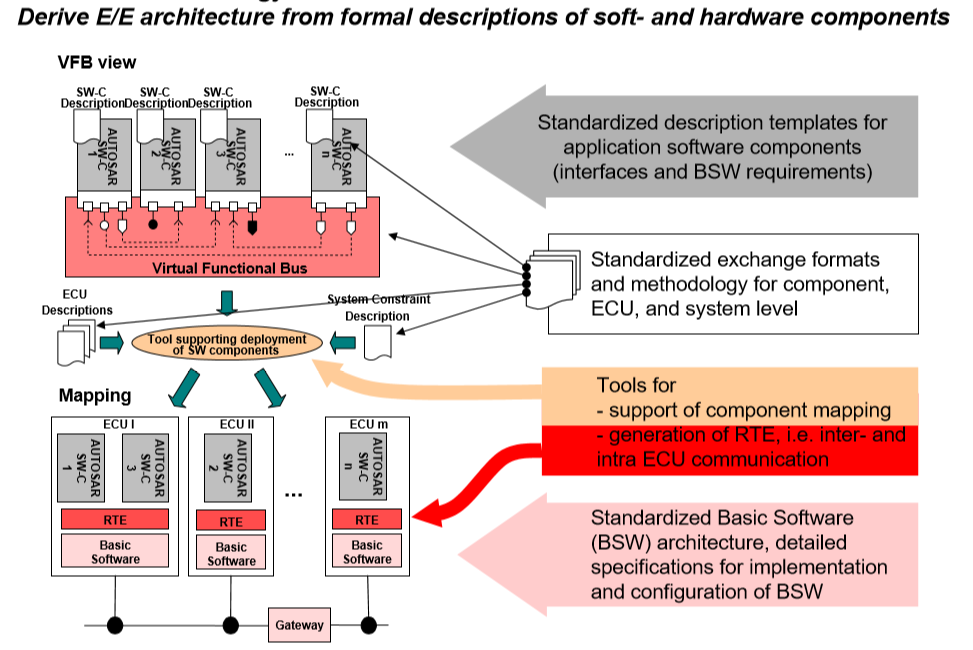 Derive E/E architecture from formal descriptions of soft- and hardware components
VFB view
SW-C
Description
SW-C
Description
SW-C
Description
SW-C
Description
AUTOSAR
SW-C
1
AUTOSAR
SW-C
2
AUTOSAR
SW-C
3
...
AUTOSAR
SW-C
n
Virtual Functional Bus
Standardized description templates for
application software components
(interfaces and BSW requirements)
Standardized exchange formats
and methodology for component,
ECU, and system level
ECU
Descriptions
System Constraint
Description
Tool supporting deployment
of SW components
Tools for
- support of component mapping
- generation of RTE, i.e. inter- and
intra ECU communication
Mapping
ECU I
AUTOSAR
SW-C
1
AUTOSAR
SW-C
3
RTE
Basic
Software
ECU II
AUTOSAR
SW-C
2
RTE
Basic
Software
...
ECU m
AUTOSAR
SW-C
n
RTE
Basic
Software
Standardized Basic Software
(BSW) architecture, detailed
specifications for implementation
and configuration of BSW
Gateway